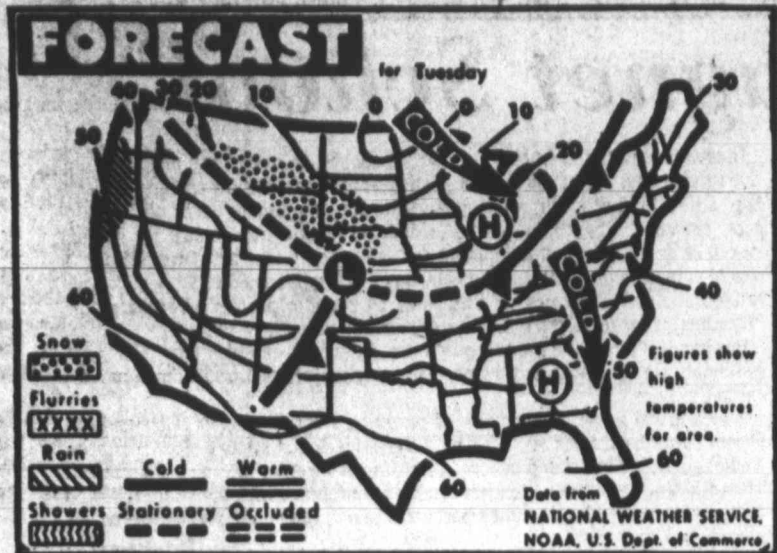 FORECAST
for Tuesday
40 30 20 10 0 0 10 30
50 20
H
COLD
COLD
L
60 40
Snow
Flurries
XXXX
Rain
Showers
Cold Warm
Stationary Occluded
H
50
60
60
Figures show
high
temperatures
for area.
Data from
NATIONAL WEATHER SERVICE,
NOAA, U.S. Dept. of Commerce